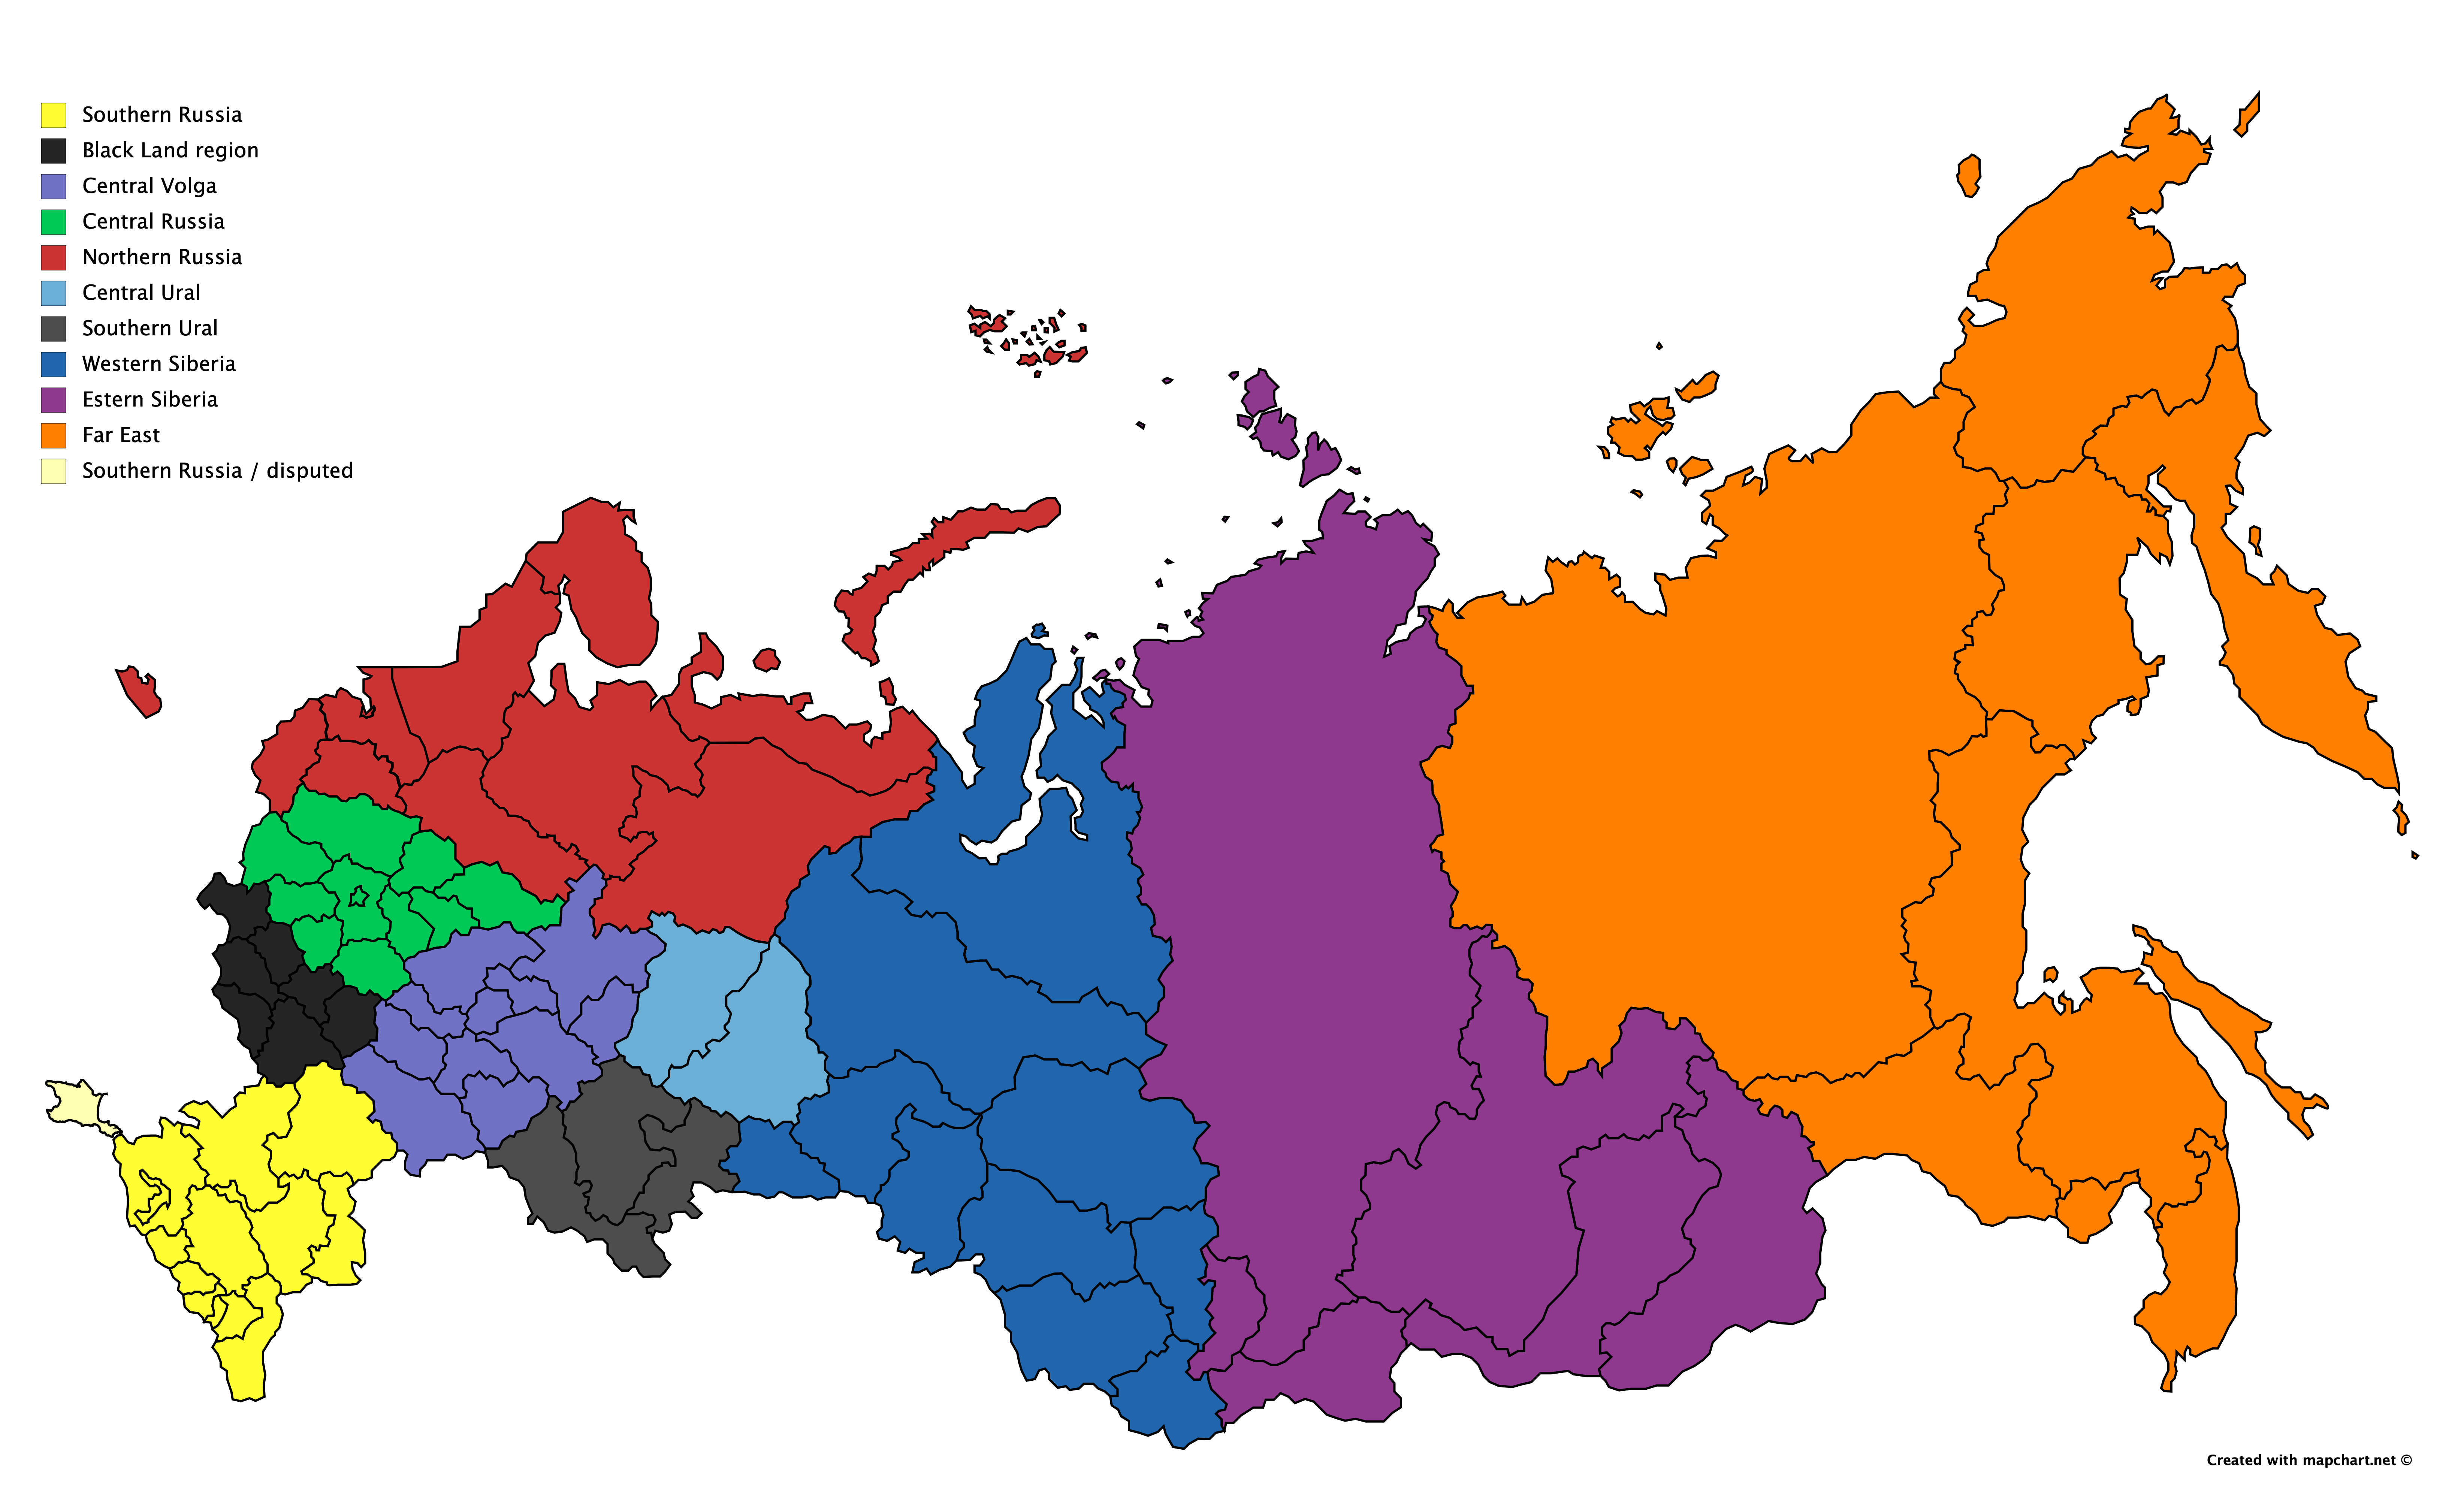 Southern Russia
Black Land region
Central Volga
Central Russia
Northern Russia
Central Ural
Southern Ural
Western Siberia
Estern Siberia
Far East
Southern Russia / disputed
Created with mapchart.net ©